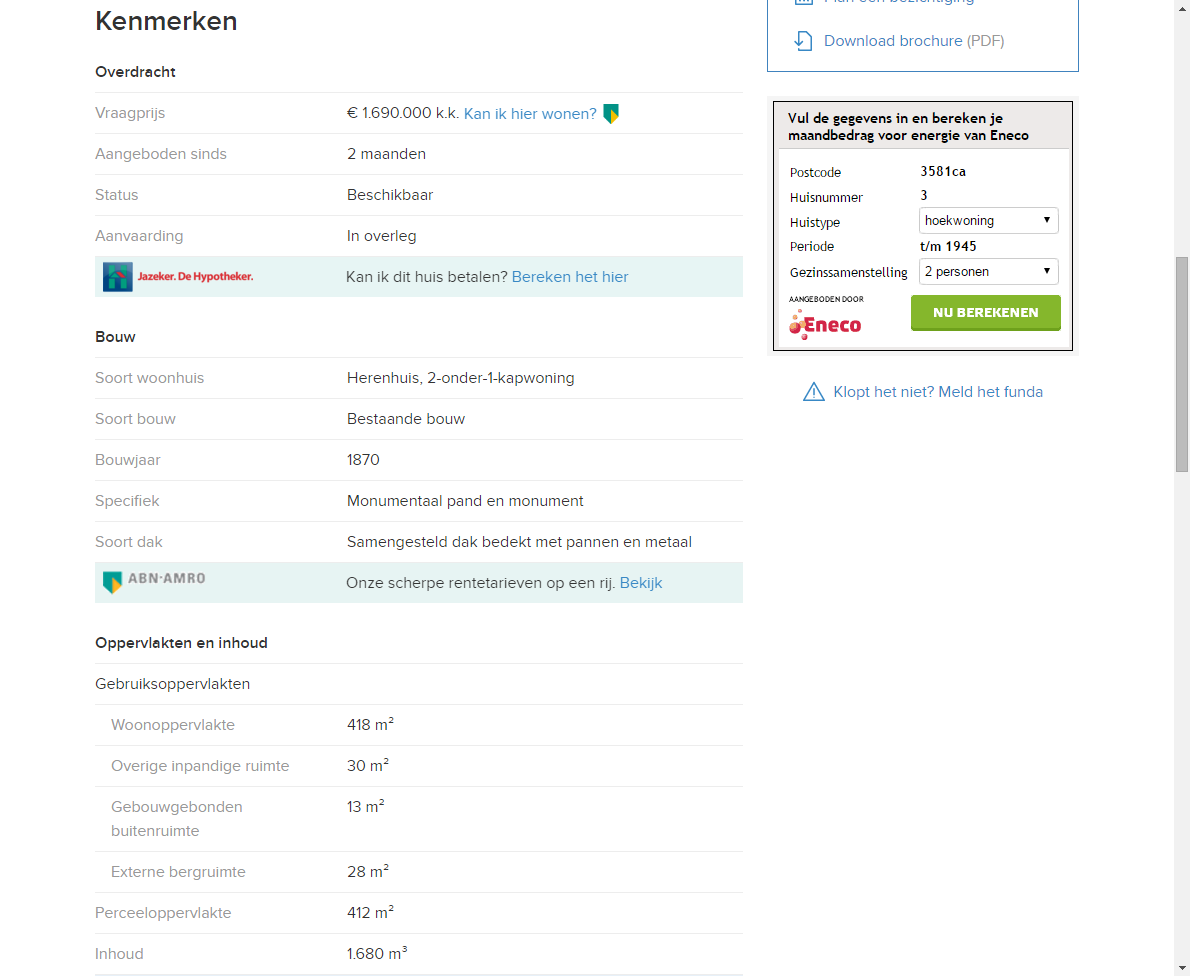 Kenmerken
Overdracht
Vraagprijs € 1.690.000 k.k. Kan ik hier wonen?
Aangeboden sinds 2 maanden
Status Beschikbaar
Aanvaarding In overleg
Jazeker. De Hypotheker. Kan ik dit huis betalen? Bereken het hier
Bouw
Soort woonhuis Herenhuis, 2-onder-1-kapwoning
Soort bouw Bestaande bouw
Bouwjaar 1870
Specifiek Monumentaal pand en monument
Soort dak Samengesteld dak bedekt met pannen en metaal
ABN·AMRO Onze scherpe rentetarieven op een rij. Bekijk
Oppervlakten en inhoud
Gebruiksoppervlakten
Woonoppervlakte 418 m²
Overige inpandige ruimte 30 m²
Gebouwgebonden 13 m²
buitenruimte
Externe bergruimte 28 m²
Perceeloppervlakte 412 m²
Inhoud 1.680 m³
Plan een bezichtiging
Download brochure (PDF)
Vul de gegevens in en bereken je
maandbedrag voor energie van Eneco
Postcode 3581ca
Huisnummer 3
Huistype hoekwoning
Periode t/m 1945
Gezinssamenstelling 2 personen
AANGEBODEN DOOR
Eneco
NU BEREKENEN
Klopt het niet? Meld het funda